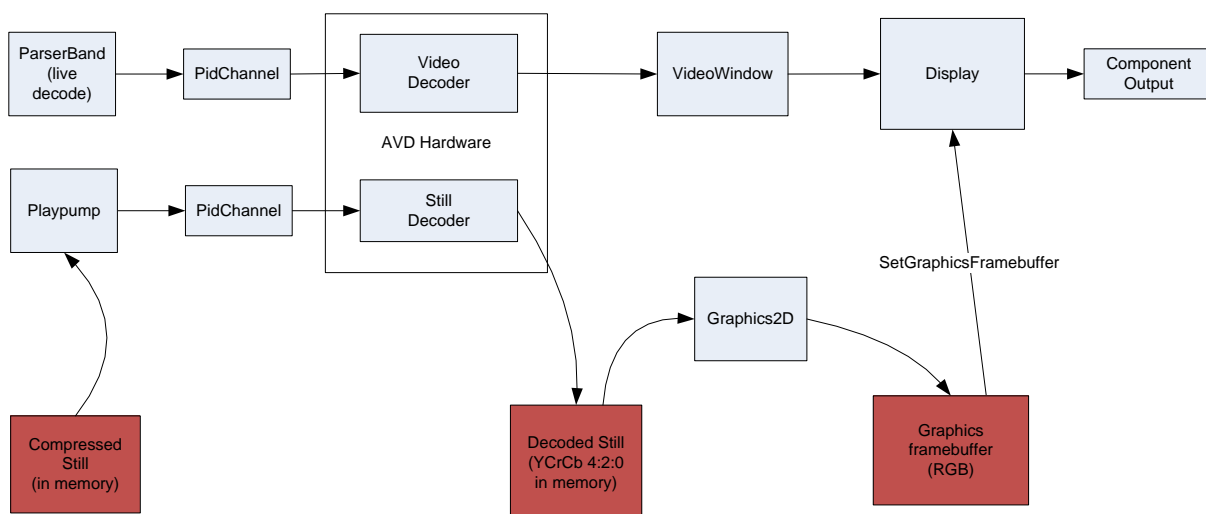 ParserBand
(live
decode)
PidChannel
Video
Decoder
VideoWindow
Display
Component
Output
AVD Hardware
Playpump
PidChannel
Still
Decoder
SetGraphicsFramebuffer
Graphics2D
Compressed
Still
(in memory)
Decoded Still
(YCrCb 4:2:0
in memory)
Graphics
framebuffer
(RGB)